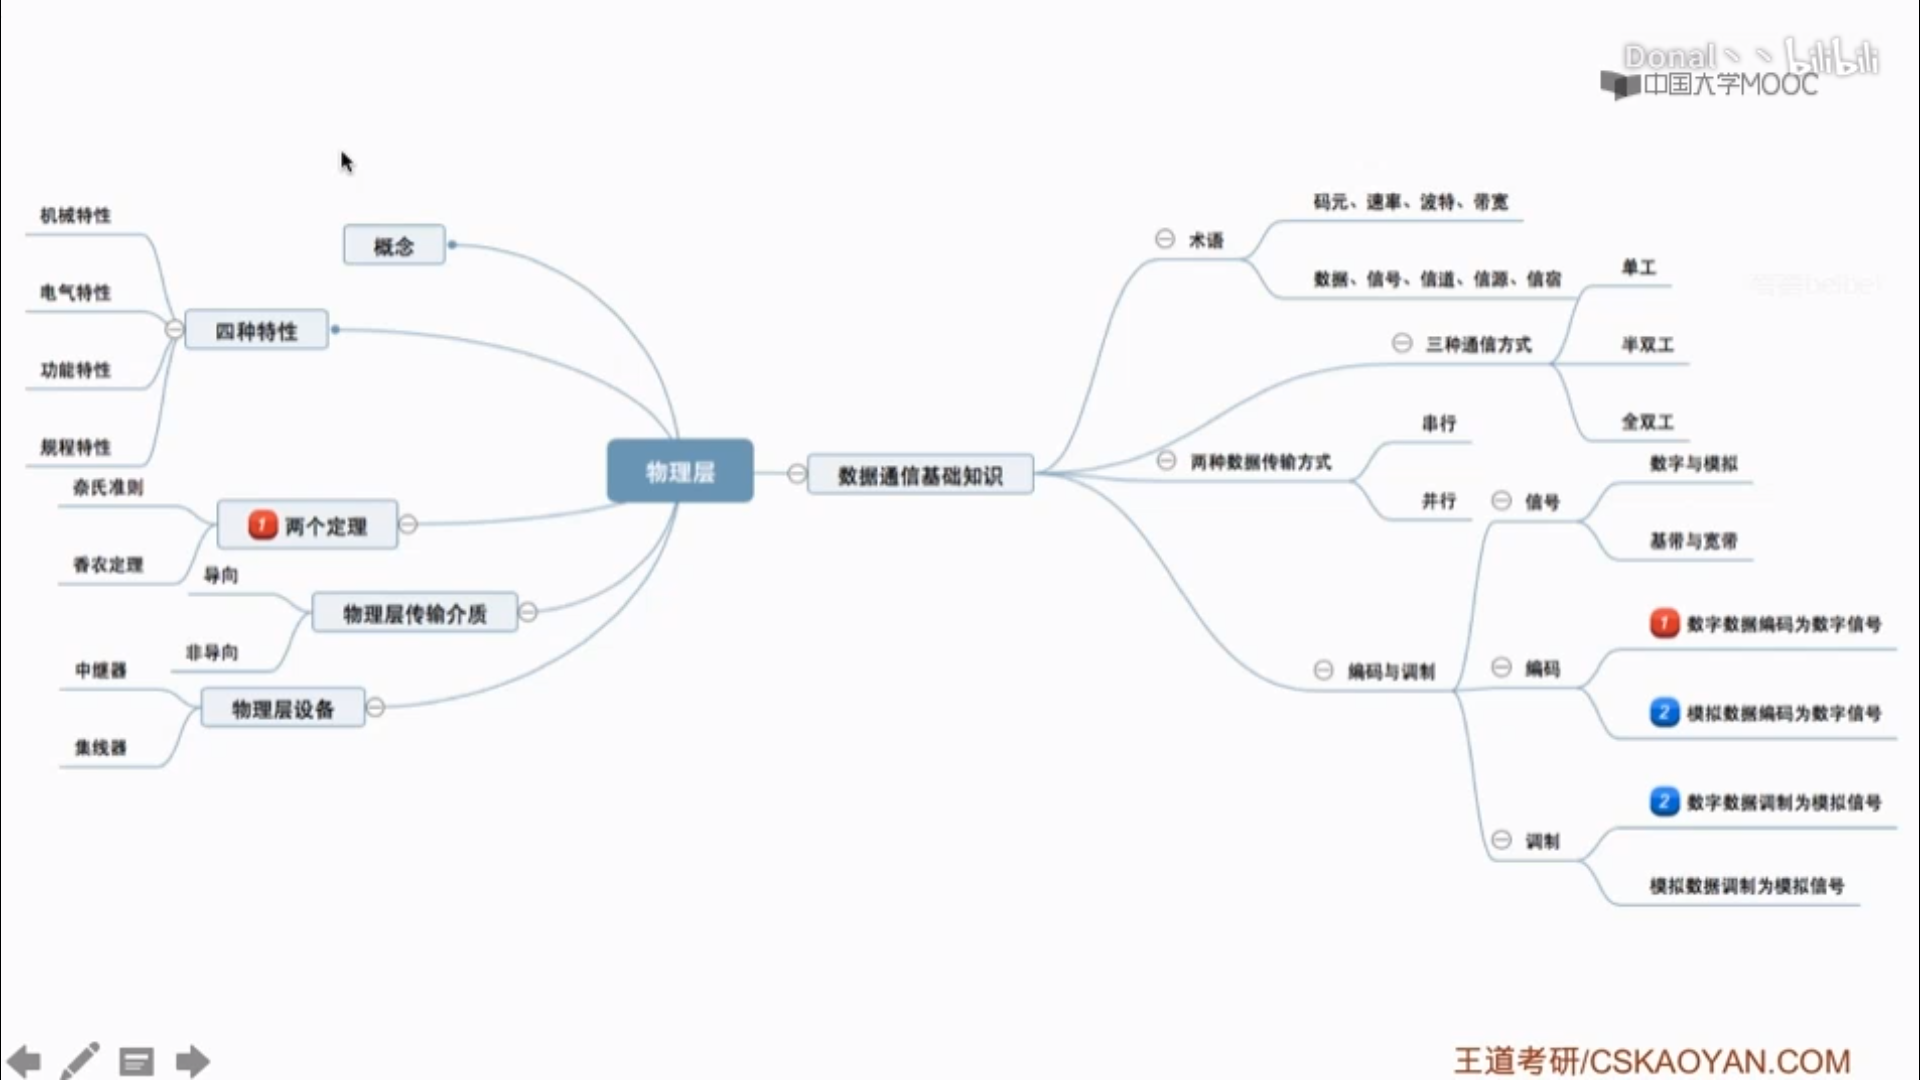 Donal丶丶 bilibili
中国大学MOOC
物理层
概念
四种特性
机械特性
电气特性
功能特性
规程特性
1 两个定理
奈氏准则
香农定理
物理层传输介质
导向
非导向
物理层设备
中继器
集线器
数据通信基础知识
术语
码元、速率、波特、带宽
数据、信号、信道、信源、信宿
三种通信方式
单工
半双工
全双工
两种数据传输方式
串行
并行
编码与调制
信号
数字与模拟
基带与宽带
编码
1 数字数据编码为数字信号
2 模拟数据编码为数字信号
调制
2 数字数据调制为模拟信号
模拟数据调制为模拟信号
王道考研/CSKAOYAN.COM